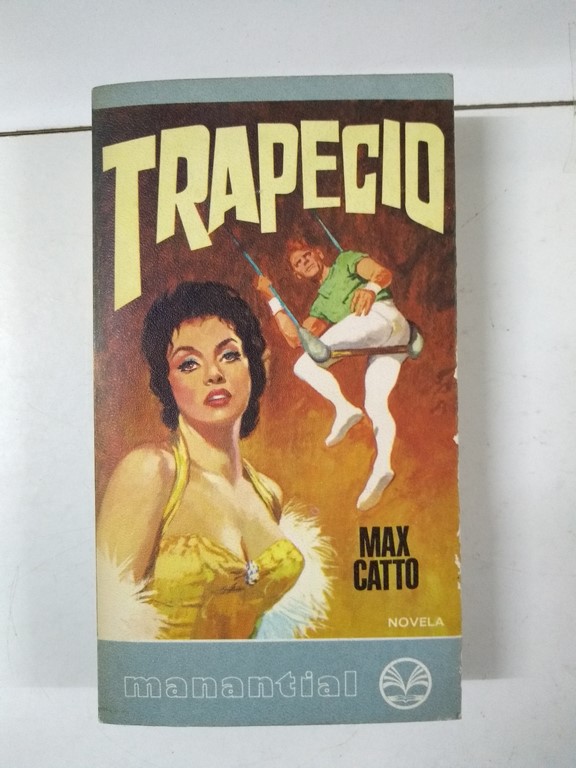 TRAPECIO
MAX
CATTO
NOVELA
manantial